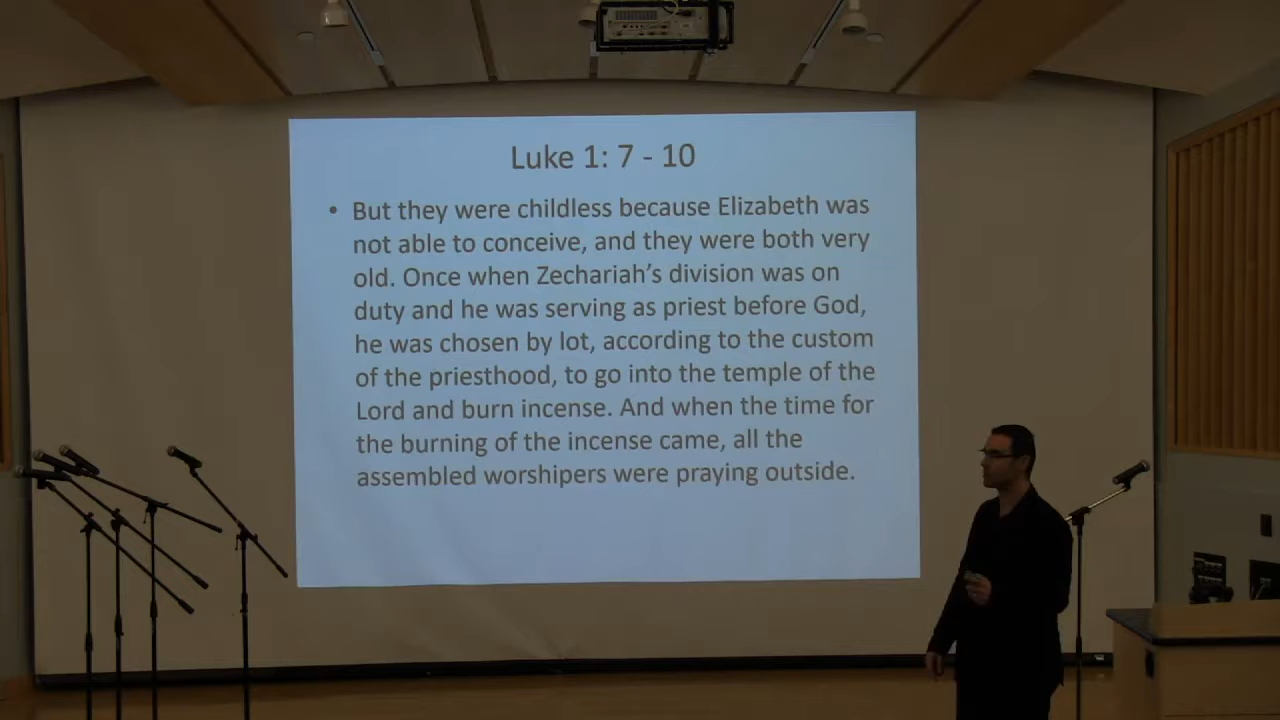 Luke 1: 7 - 10
• But they were childless because Elizabeth was
not able to conceive, and they were both very
old. Once when Zechariah’s division was on
duty and he was serving as priest before God,
he was chosen by lot, according to the custom
of the priesthood, to go into the temple of the
Lord and burn incense. And when the time for
the burning of the incense came, all the
assembled worshipers were praying outside.